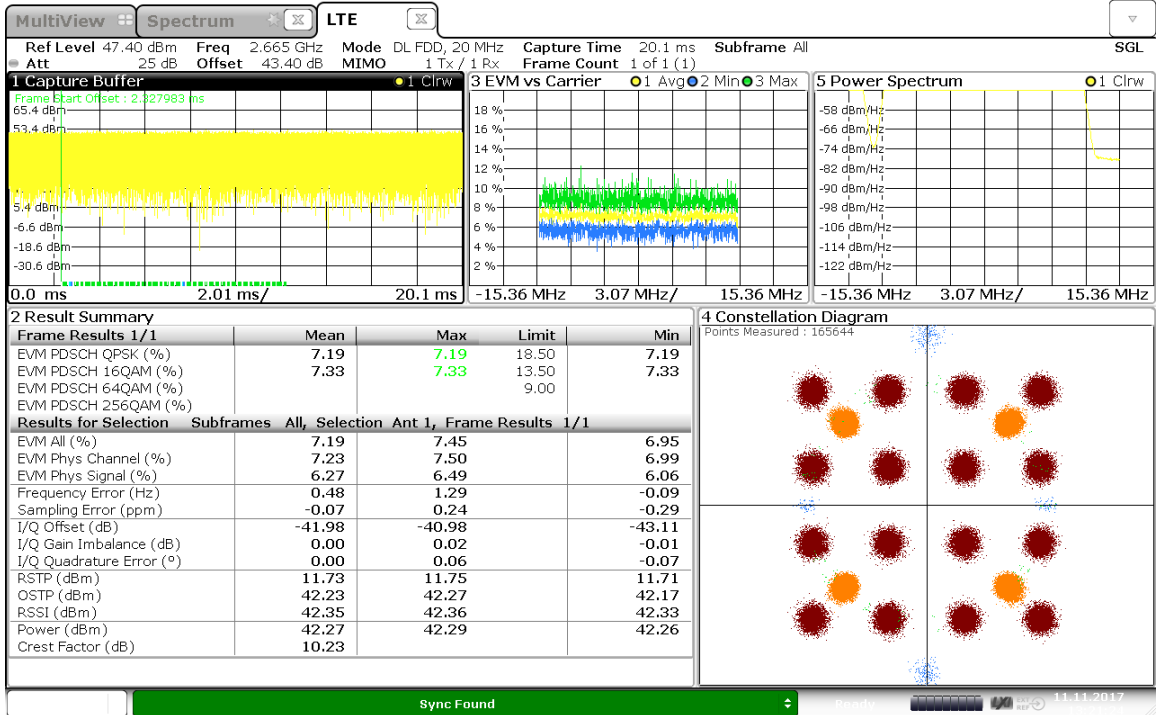 MultiView Spectrum LTE
Ref Level 47.40 dBm Freq 2.665 GHz Mode DL FDD, 20 MHz Capture Time 20.1 ms Subframe All SGL
Att 25 dB Offset 43.40 dB MIMO 1 Tx / 1 Rx Frame Count 1 of 1 (1)
1 Capture Buffer 1 Clrw
Frame Start Offset : 2.327983 ms
65.4 dBm
53.4 dBm
5.4 dBm
-6.6 dBm
-18.6 dBm
-30.6 dBm
0.0 ms 2.01 ms/ 20.1 ms
3 EVM vs Carrier 1 Avg 2 Min 3 Max
18 %
16 %
14 %
12 %
10 %
8 %
6 %
4 %
2 %
-15.36 MHz 3.07 MHz/ 15.36 MHz
5 Power Spectrum 1 Clrw
-58 dBm/Hz
-66 dBm/Hz
-74 dBm/Hz
-82 dBm/Hz
-90 dBm/Hz
-98 dBm/Hz
-106 dBm/Hz
-114 dBm/Hz
-122 dBm/Hz
-15.36 MHz 3.07 MHz/ 15.36 MHz
2 Result Summary
Frame Results 1/1 Mean Max Limit Min
EVM PDSCH QPSK (%) 7.19 7.19 18.50 7.19
EVM PDSCH 16QAM (%) 7.33 7.33 13.50 7.33
EVM PDSCH 64QAM (%) 9.00
EVM PDSCH 256QAM (%)
Results for Selection Subframes All, Selection Ant 1, Frame Results 1/1
EVM All (%) 7.19 7.45 6.95
EVM Phys Channel (%) 7.23 7.50 6.99
EVM Phys Signal (%) 6.27 6.49 6.06
Frequency Error (Hz) 0.48 1.29 -0.09
Sampling Error (ppm) -0.07 0.24 -0.29
I/Q Offset (dB) -41.98 -40.98 -43.11
I/Q Gain Imbalance (dB) 0.00 0.02 -0.01
I/Q Quadrature Error (º) 0.00 0.06 -0.07
RSTP (dBm) 11.73 11.75 11.71
OSTP (dBm) 42.23 42.27 42.17
RSSI (dBm) 42.35 42.36 42.33
Power (dBm) 42.27 42.29 42.26
Crest Factor (dB) 10.23
4 Constellation Diagram
Points Measured : 165644
Sync Found
Ready
LXI
EXT REF
11.11.2017